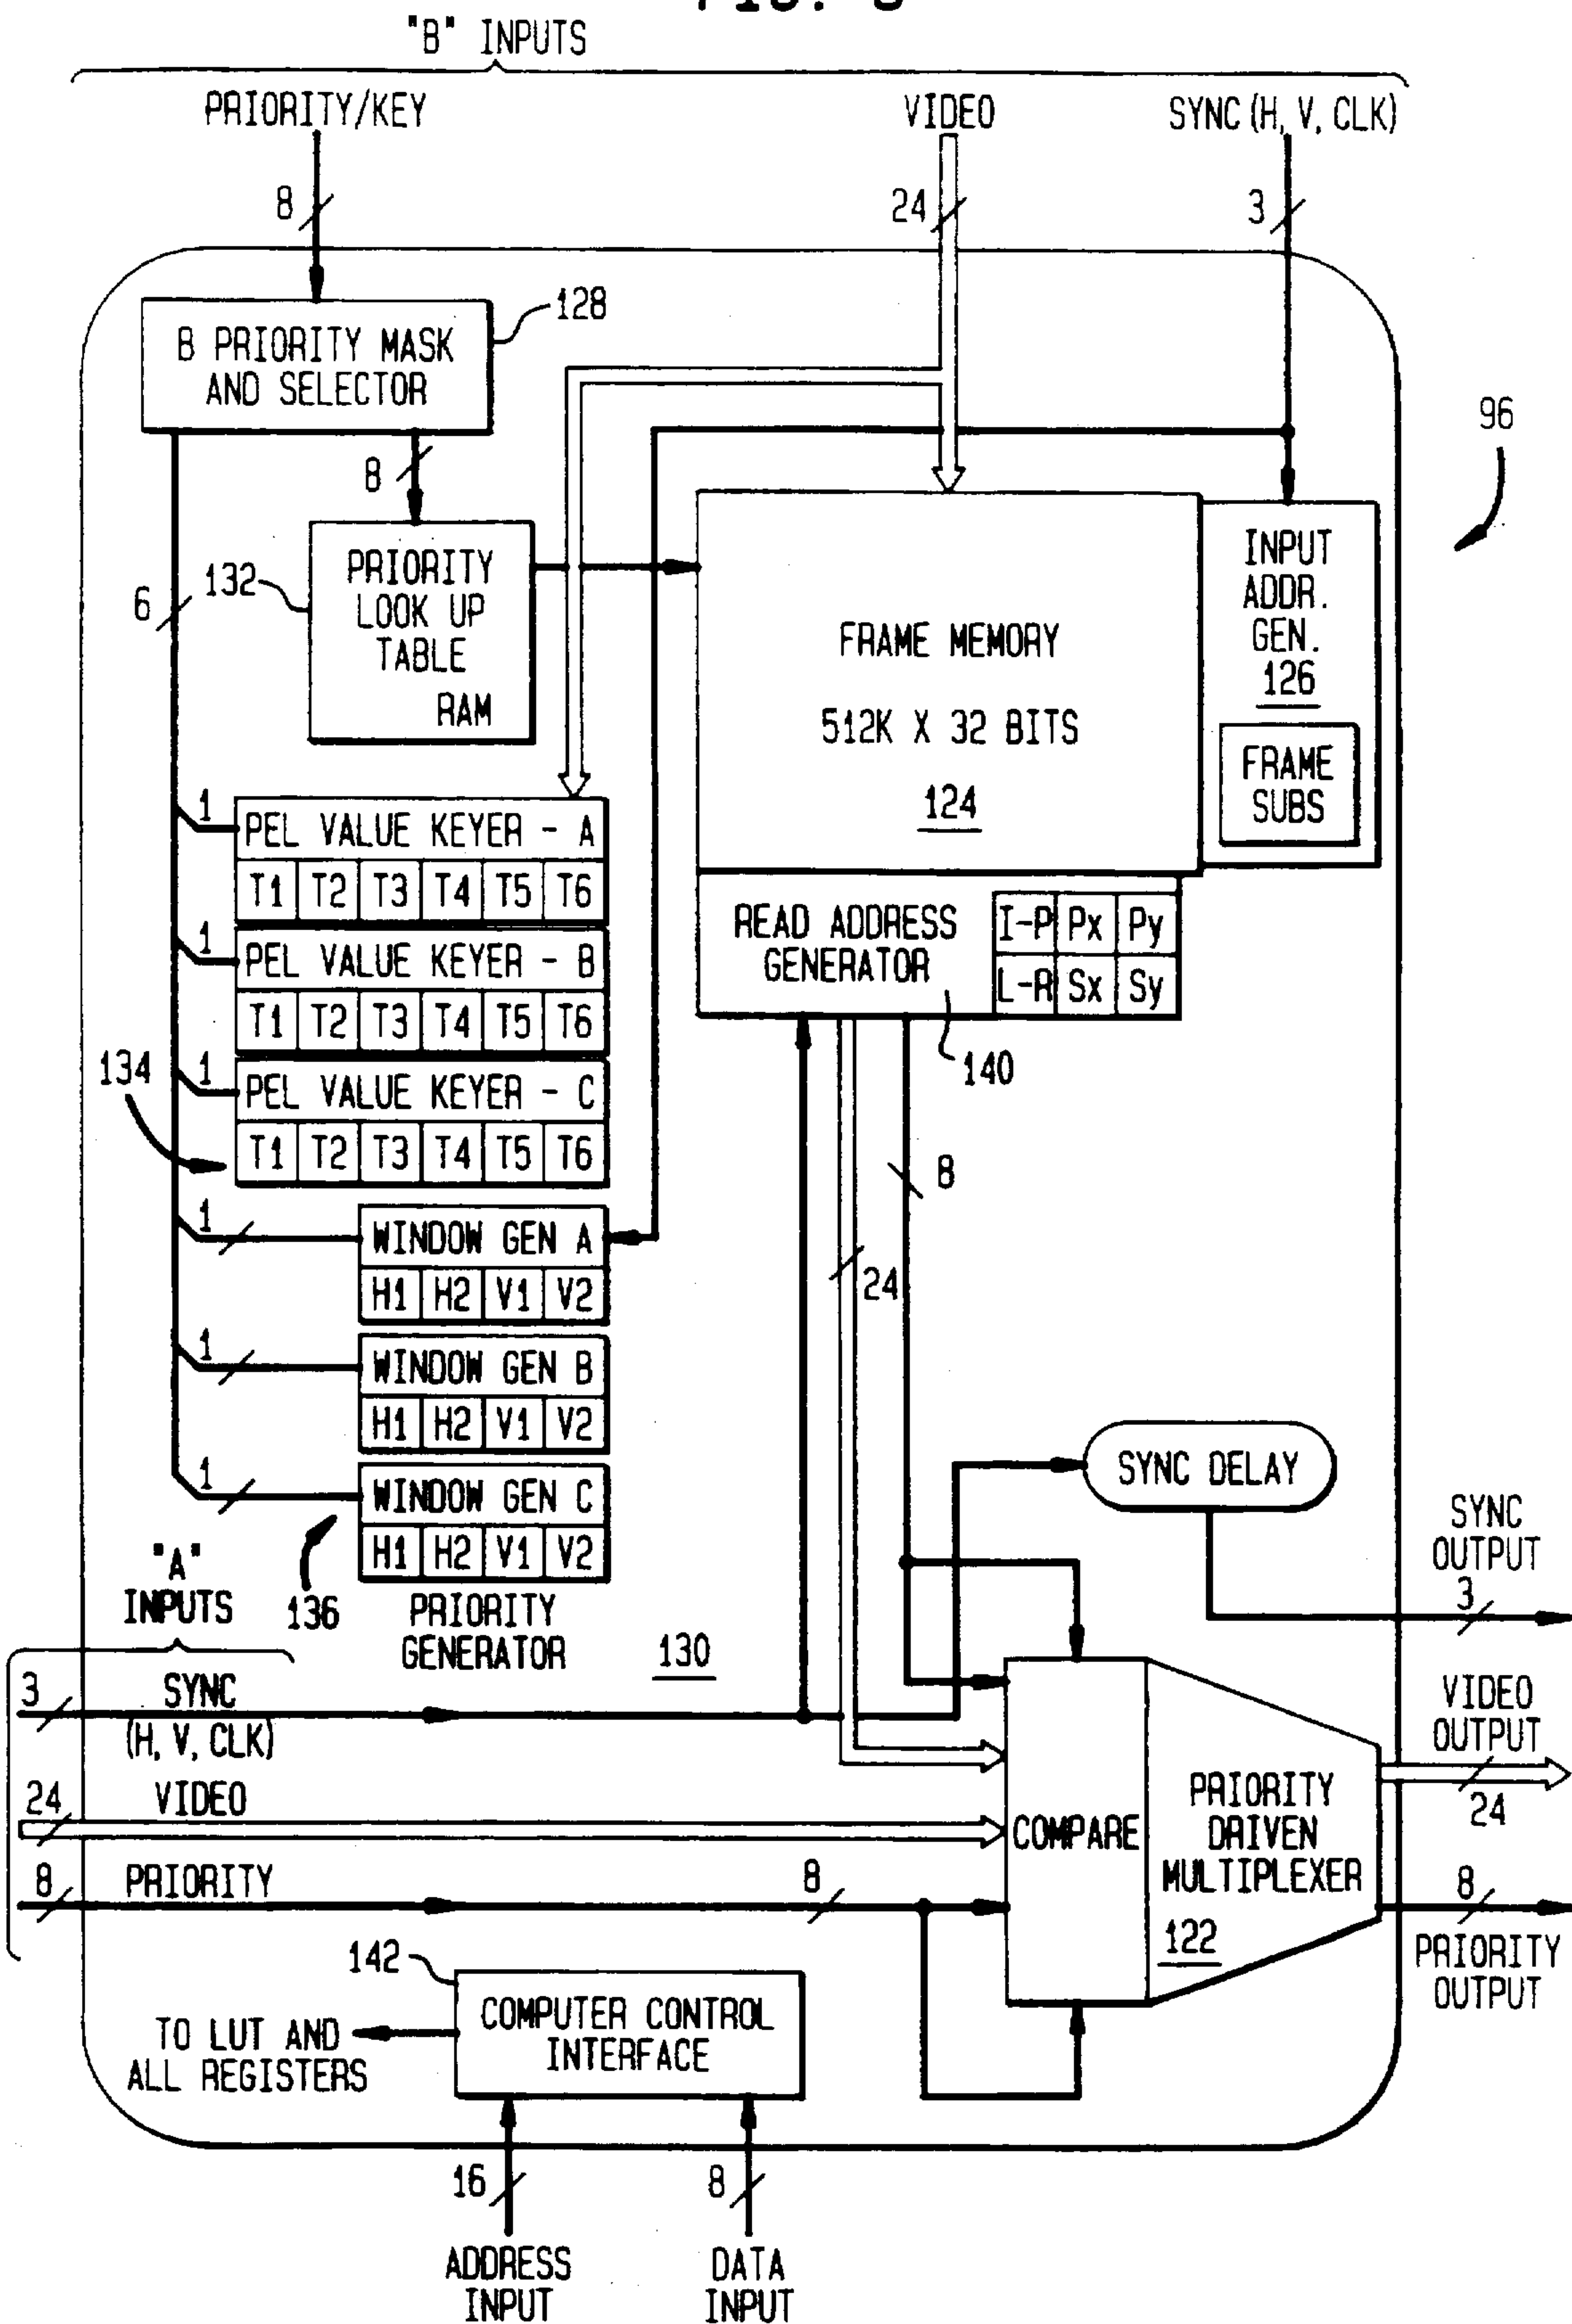 "B" INPUTS
PRIORITY/KEY
VIDEO
SYNC (H, V, CLK)
8
24
3
B PRIORITY MASK
AND SELECTOR
128
96
8
6
132
PRIORITY
LOOK UP
TABLE
RAM
FRAME MEMORY
512K X 32 BITS
124
INPUT
ADDR.
GEN.
126
FRAME
SUBS
1
PEL VALUE KEYER - A
T1 T2 T3 T4 T5 T6
1
PEL VALUE KEYER - B
T1 T2 T3 T4 T5 T6
1
PEL VALUE KEYER - C
T1 T2 T3 T4 T5 T6
134
READ ADDRESS
GENERATOR
I-P Px Py
L-R Sx Sy
140
8
24
1
WINDOW GEN A
H1 H2 V1 V2
1
WINDOW GEN B
H1 H2 V1 V2
1
WINDOW GEN C
H1 H2 V1 V2
136
PRIORITY
GENERATOR
130
SYNC DELAY
SYNC
OUTPUT
3
"A"
INPUTS
3
SYNC
(H, V, CLK)
24
VIDEO
8
PRIORITY
8
COMPARE
PRIORITY
DRIVEN
MULTIPLEXER
122
VIDEO
OUTPUT
24
8
PRIORITY
OUTPUT
142
COMPUTER CONTROL
INTERFACE
TO LUT AND
ALL REGISTERS
16
8
ADDRESS
INPUT
DATA
INPUT